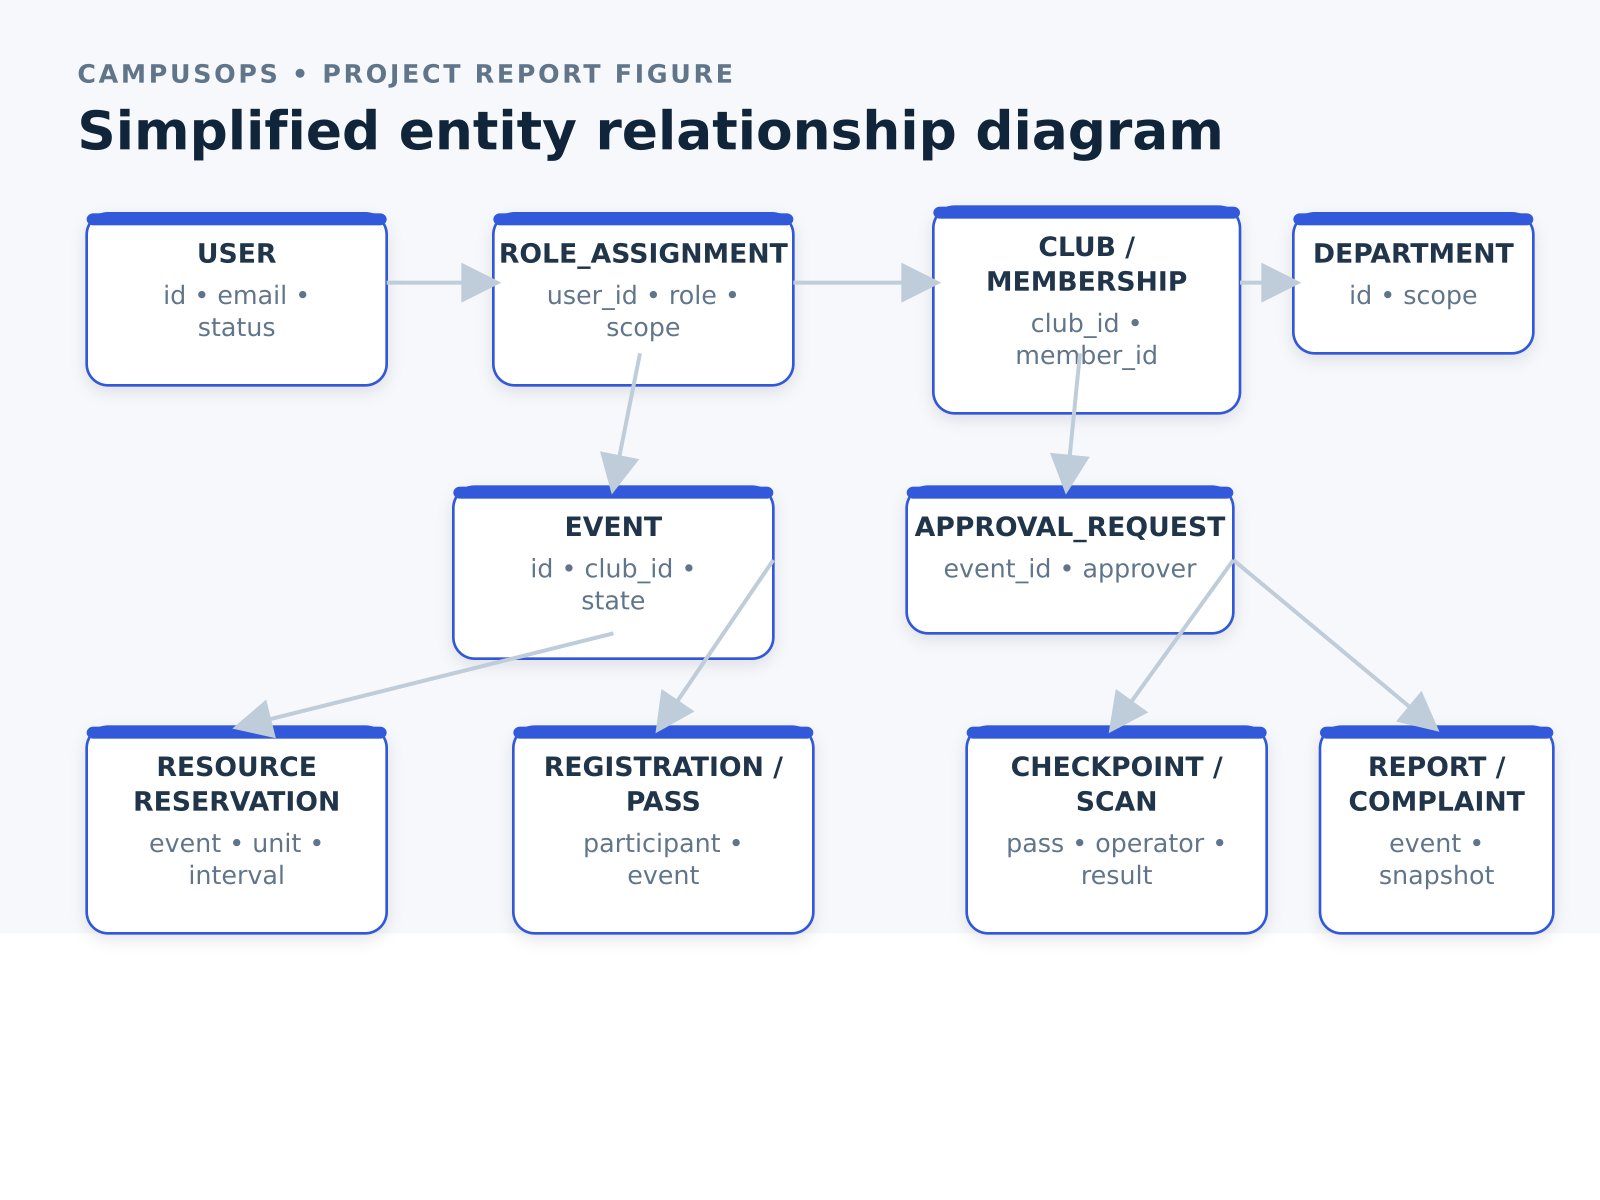 CAMPUSOPS • PROJECT REPORT FIGURE
Simplified entity relationship diagram
USER
id • email •
status
ROLE_ASSIGNMENT
user_id • role •
scope
CLUB /
MEMBERSHIP
club_id •
member_id
DEPARTMENT
id • scope
EVENT
id • club_id •
state
APPROVAL_REQUEST
event_id • approver
RESOURCE
RESERVATION
event • unit •
interval
REGISTRATION /
PASS
participant •
event
CHECKPOINT /
SCAN
pass • operator •
result
REPORT /
COMPLAINT
event •
snapshot